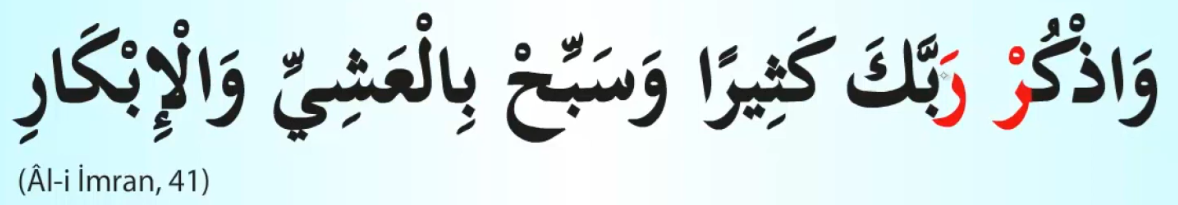 وَاذْكُرْ رَبَّكَ كَثِيرًا وَسَبِّحْ بِالْعَشِيِّ وَالْإِبْكَارِ
(Âl-i İmran, 41)